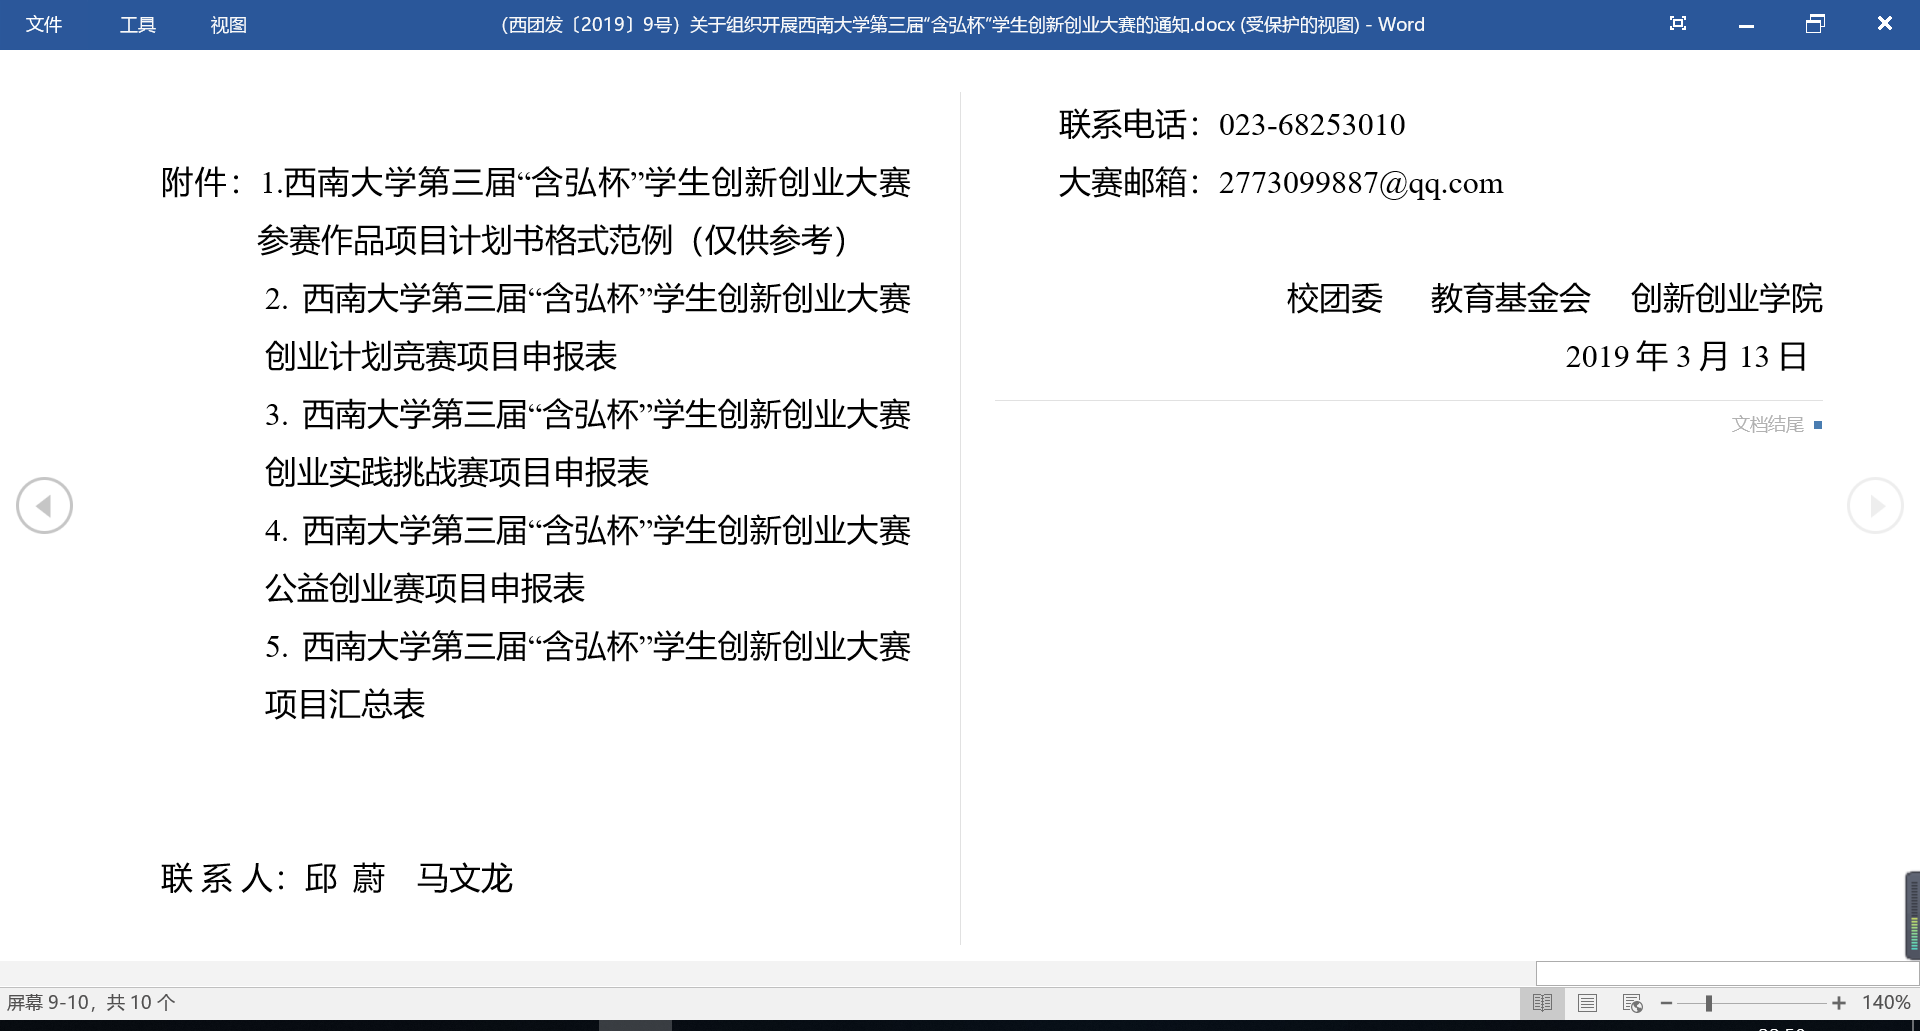 文件 工具 视图 （西团发〔2019〕9号）关于组织开展西南大学第三届“含弘杯”学生创新创业大赛的通知.docx (受保护的视图) - Word
附件：1.西南大学第三届“含弘杯”学生创新创业大赛
参赛作品项目计划书格式范例（仅供参考）
2. 西南大学第三届“含弘杯”学生创新创业大赛
创业计划竞赛项目申报表
3. 西南大学第三届“含弘杯”学生创新创业大赛
创业实践挑战赛项目申报表
4. 西南大学第三届“含弘杯”学生创新创业大赛
公益创业赛项目申报表
5. 西南大学第三届“含弘杯”学生创新创业大赛
项目汇总表
联 系 人：邱 蔚 马文龙
联系电话：023-68253010
大赛邮箱：2773099887@qq.com
校团委 教育基金会 创新创业学院
2019 年 3 月 13 日
文档结尾
屏幕 9-10，共 10 个
140%